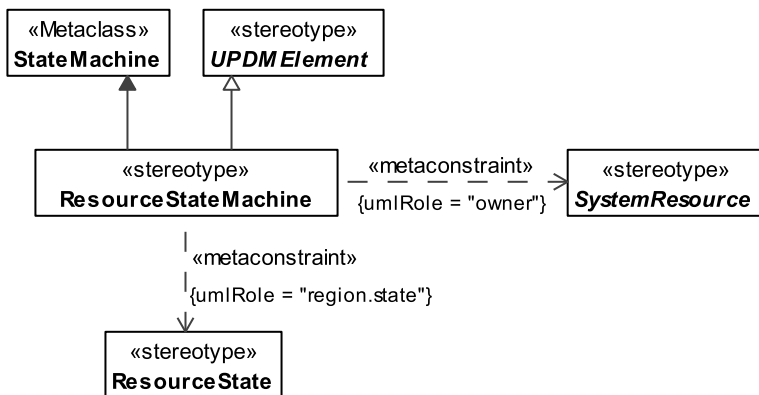 «Metaclass»
StateMachine
«stereotype»
UPDMElement
«stereotype»
ResourceStateMachine
«metaconstraint»
{umlRole = "owner"}
«stereotype»
SystemResource
«metaconstraint»
{umlRole = "region.state"}
«stereotype»
ResourceState